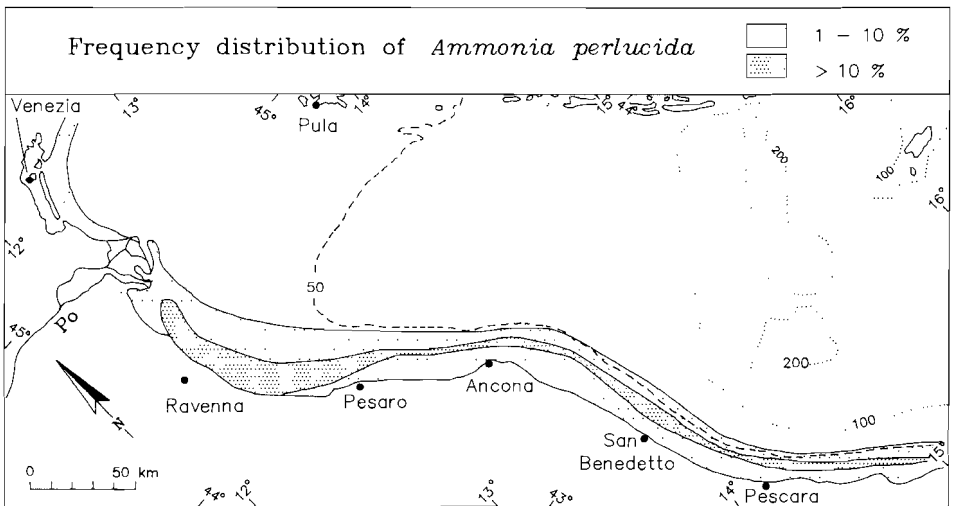 Frequency distribution of Ammonia perlucida
1 – 10 %
> 10 %
Venezia
13°
45°
14°
Pula
15°
44°
16°
200
100
16°
12°
50
Po
45°
200
N
Ravenna
Pesaro
Ancona
100
San
Benedetto
15°
0 50 km
44°
12°
13°
43°
14°
Pescara